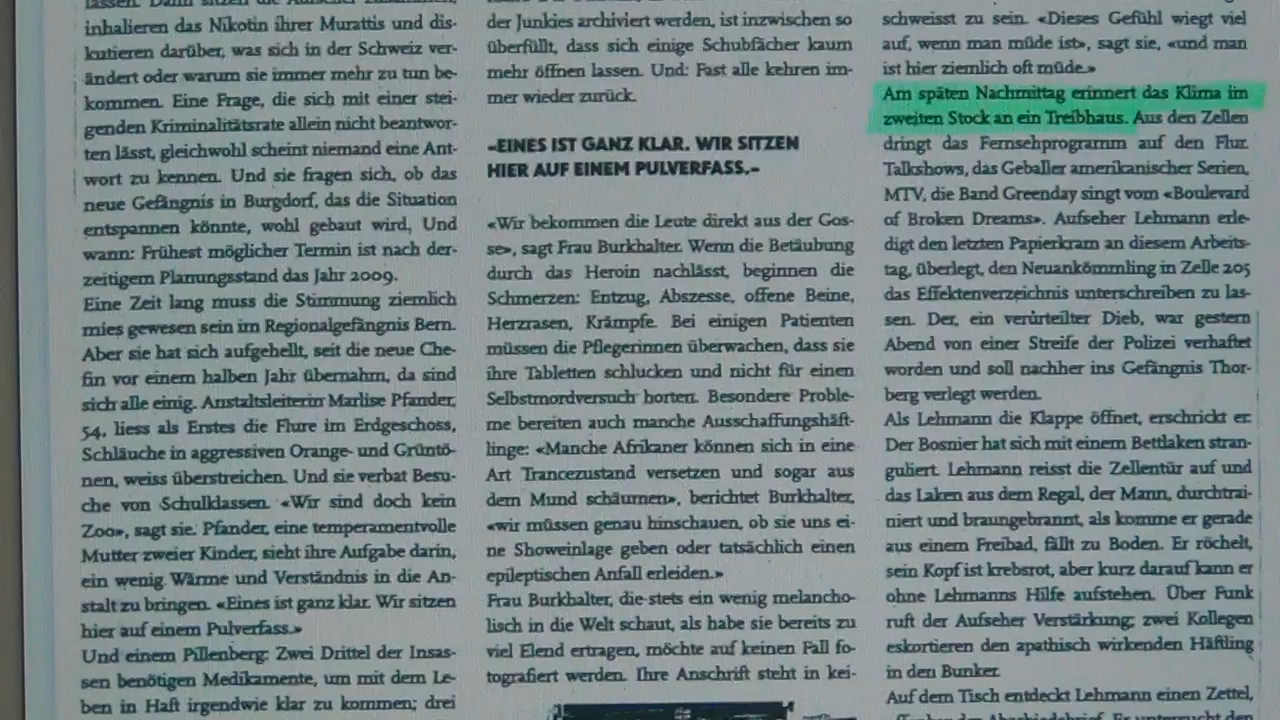 lassen. Dann sitzen die Aufseher zusammen,
inhalieren das Nikotin ihrer Murattis und dis-
kutieren darüber, was sich in der Schweiz ver-
ändert oder warum sie immer mehr zu tun be-
kommen. Eine Frage, die sich mit einer stei-
genden Kriminalitätsrate allein nicht beantwor-
ten lässt, gleichwohl scheint niemand eine Ant-
wort zu kennen. Und sie fragen sich, ob das
neue Gefängnis in Burgdorf, das die Situation
entspannen könnte, wohl gebaut wird, Und
wann: Frühest möglicher Termin ist nach der-
zeitigem Planungsstand das Jahr 2009.
Eine Zeit lang muss die Stimmung ziemlich
mies gewesen sein im Regionalgefängnis Bern.
Aber sie hat sich aufgehellt, seit die neue Che-
fin vor einem halben Jahr übernahm, da sind
sich alle einig. Anstaltsleiterin Marlise Pfander,
54, liess als Erstes die Flure im Erdgeschoss,
Schläuche in aggressiven Orange- und Grüntö-
nen, weiss überstreichen. Und sie verbat Besu-
che von Schulklassen. «Wir sind doch kein
Zoo», sagt sie. Pfander, eine temperamentvolle
Mutter zweier Kinder, sieht ihre Aufgabe darin,
ein wenig Wärme und Verständnis in die An-
stalt zu bringen. «Eines ist ganz klar. Wir sitzen
hier auf einem Pulverfass.»
Und einem Pillenberg: Zwei Drittel der Insas-
sen benötigen Medikamente, um mit dem Le-
ben in Haft irgendwie klar zu kommen; drei
der Junkies archiviert werden, ist inzwischen so
überfüllt, dass sich einige Schubfächer kaum
mehr öffnen lassen. Und: Fast alle kehren im-
mer wieder zurück.
«EINES IST GANZ KLAR. WIR SITZEN
HIER AUF EINEM PULVERFASS.»
«Wir bekommen die Leute direkt aus der Gos-
se», sagt Frau Burkhalter. Wenn die Betäubung
durch das Heroin nachlässt, beginnen die
Schmerzen: Entzug, Abszesse, offene Beine,
Herzrasen, Krämpfe. Bei einigen Patienten
müssen die Pflegerinnen überwachen, dass sie
ihre Tabletten schlucken und nicht für einen
Selbstmordversuch horten. Besondere Proble-
me bereiten auch manche Ausschaffungshäft-
linge: «Manche Afrikaner können sich in eine
Art Trancezustand versetzen und sogar aus
dem Mund schäumen», berichtet Burkhalter,
«wir müssen genau hinschauen, ob sie uns ei-
ne Showeinlage geben oder tatsächlich einen
epileptischen Anfall erleiden.»
Frau Burkhalter, die stets ein wenig melancho-
lisch in die Welt schaut, als habe sie bereits zu
viel Elend ertragen, möchte auf keinen Fall fo-
tografiert werden. Ihre Anschrift steht in kei-
schweisst zu sein. «Dieses Gefühl wiegt viel
auf, wenn man müde ist», sagt sie, «und man
ist hier ziemlich oft müde.»
Am späten Nachmittag erinnert das Klima im
zweiten Stock an ein Treibhaus. Aus den Zellen
dringt das Fernsehprogramm auf den Flur.
Talkshows, das Geballer amerikanischer Serien,
MTV, die Band Greenday singt vom «Boulevard
of Broken Dreams». Aufseher Lehmann erle-
digt den letzten Papierkram an diesem Arbeits-
tag, überlegt, den Neuankömmling in Zelle 205
das Effektenverzeichnis unterschreiben zu las-
sen. Der, ein verurteilter Dieb, war gestern
Abend von einer Streife der Polizei verhaftet
worden und soll nachher ins Gefängnis Thor-
berg verlegt werden.
Als Lehmann die Klappe öffnet, erschrickt er:
Der Bosnier hat sich mit einem Bettlaken stran-
guliert. Lehmann reisst die Zellentür auf und
das Laken aus dem Regal, der Mann, durchtrai-
niert und braungebrannt, als komme er gerade
aus einem Freibad, fällt zu Boden. Er röchelt,
sein Kopf ist krebsrot, aber kurz darauf kann er
ohne Lehmanns Hilfe aufstehen. Über Funk
ruft der Aufseher Verstärkung; zwei Kollegen
eskortieren den apathisch wirkenden Häftling
in den Bunker.
Auf dem Tisch entdeckt Lehmann einen Zettel,